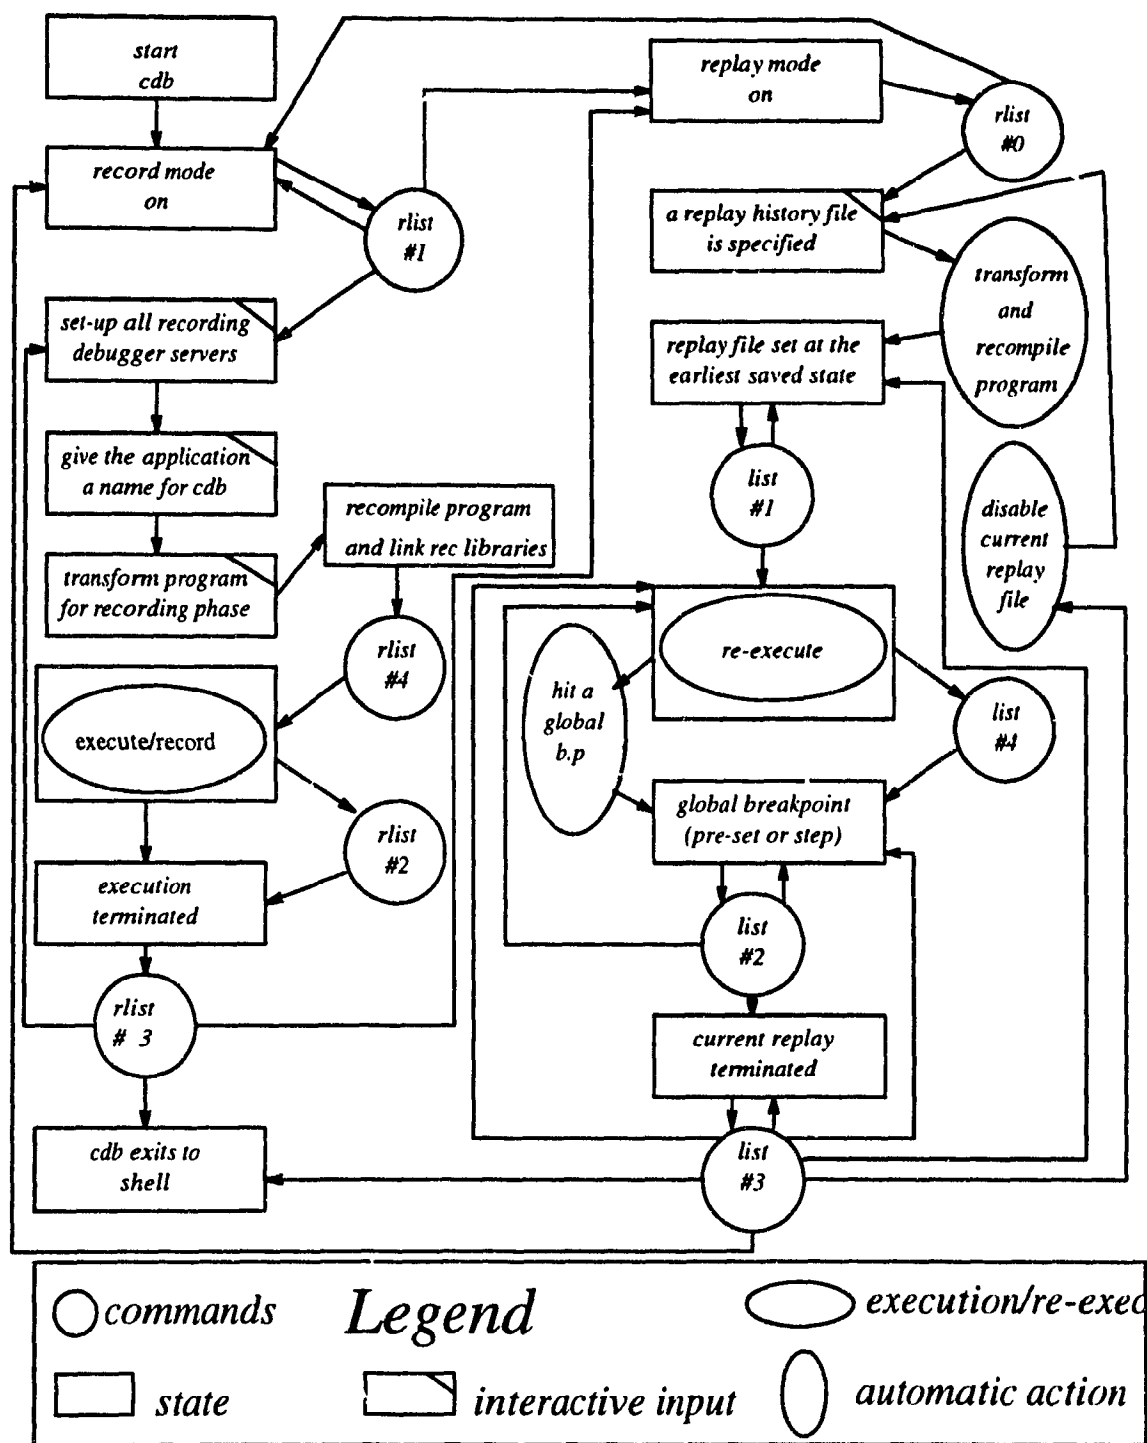 start
cdb
record mode
on
rlist
#1
set-up all recording
debugger servers
give the application
a name for cdb
transform program
for recording phase
recompile program
and link rec libraries
rlist
#4
execute/record
rlist
#2
execution
terminated
rlist
# 3
cdb exits to
shell
replay mode
on
rlist
#0
a replay history file
is specified
transform
and
recompile
program
replay file set at the
earliest saved state
list
#1
disable
current
replay
file
re-execute
hit a
global
b.p
list
#4
global breakpoint
(pre-set or step)
list
#2
current replay
terminated
list
#3
Legend
commands
execution/re-exec
state
interactive input
automatic action